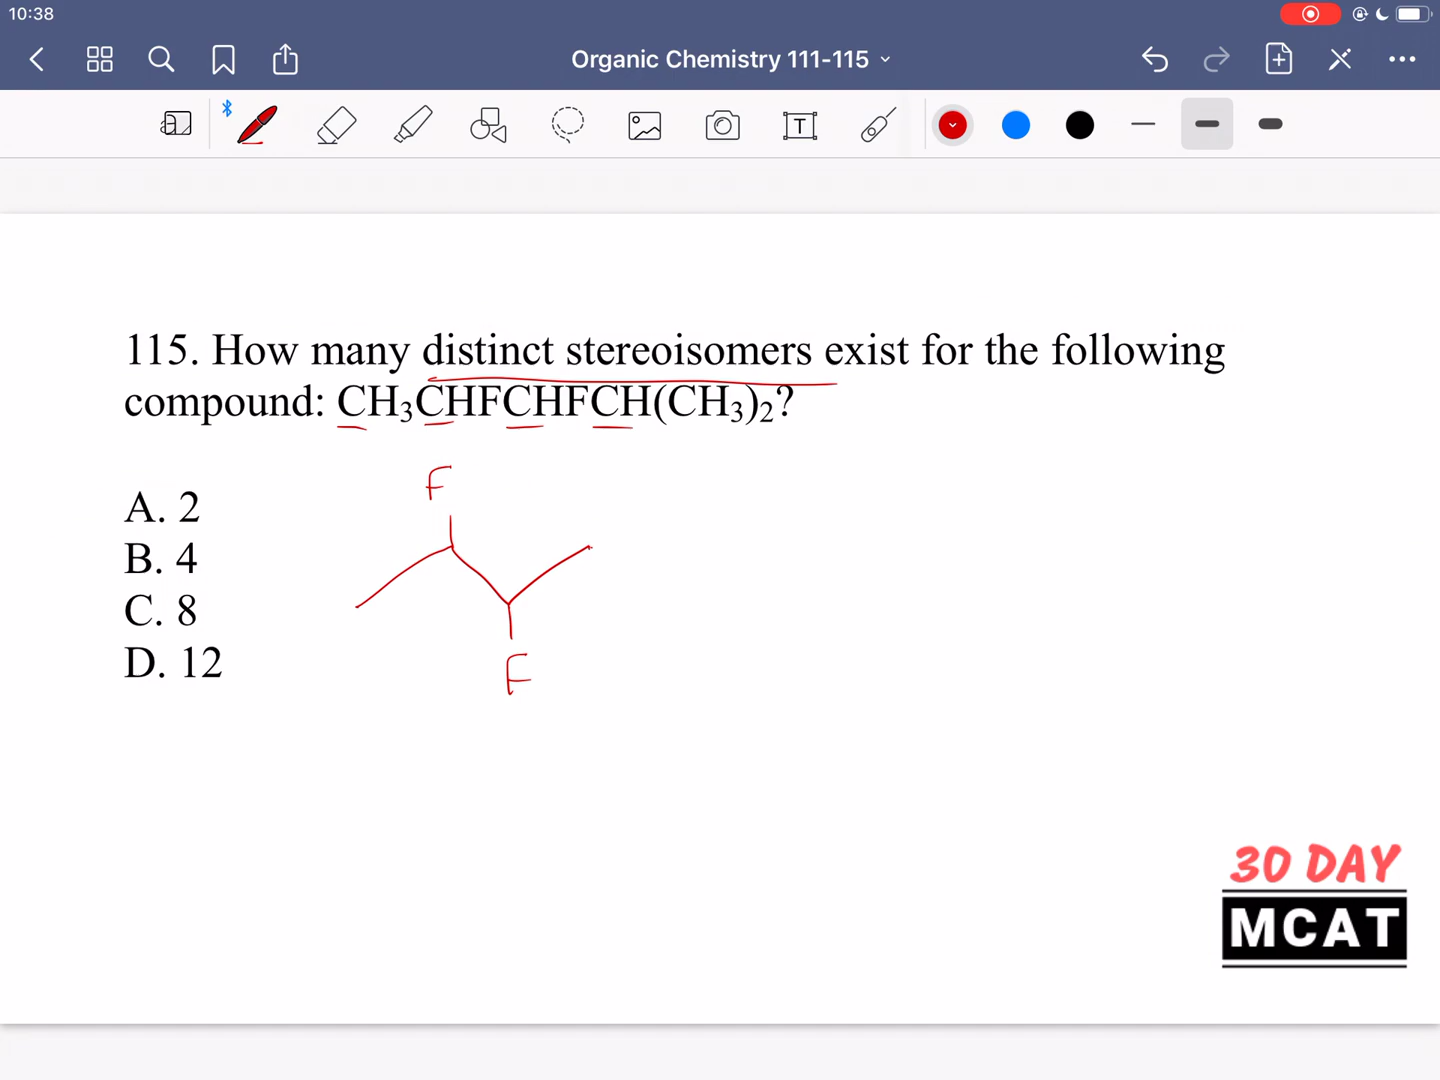 10:38
Organic Chemistry 111-115
a
T
115. How many distinct stereoisomers exist for the following
compound: CH₃CHFCHFCH(CH₃)₂?
A. 2
B. 4
C. 8
D. 12
F
F
30 DAY
MCAT